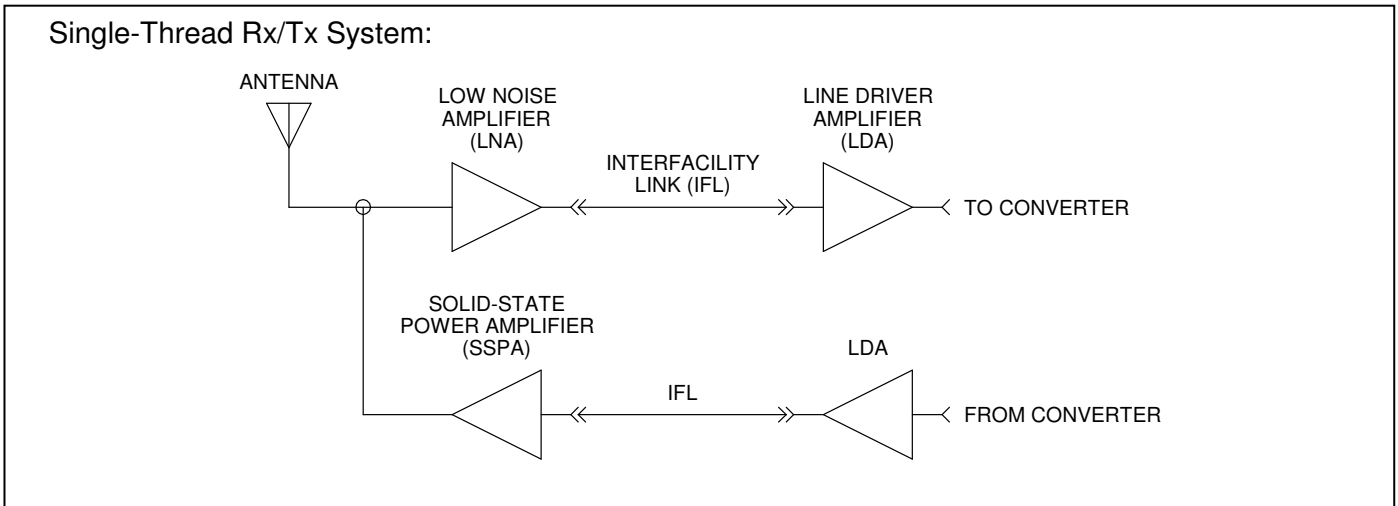 Single-Thread Rx/Tx System:
ANTENNA
LOW NOISE
AMPLIFIER
(LNA)
INTERFACILITY
LINK (IFL)
LINE DRIVER
AMPLIFIER
(LDA)
TO CONVERTER
SOLID-STATE
POWER AMPLIFIER
(SSPA)
IFL
LDA
FROM CONVERTER